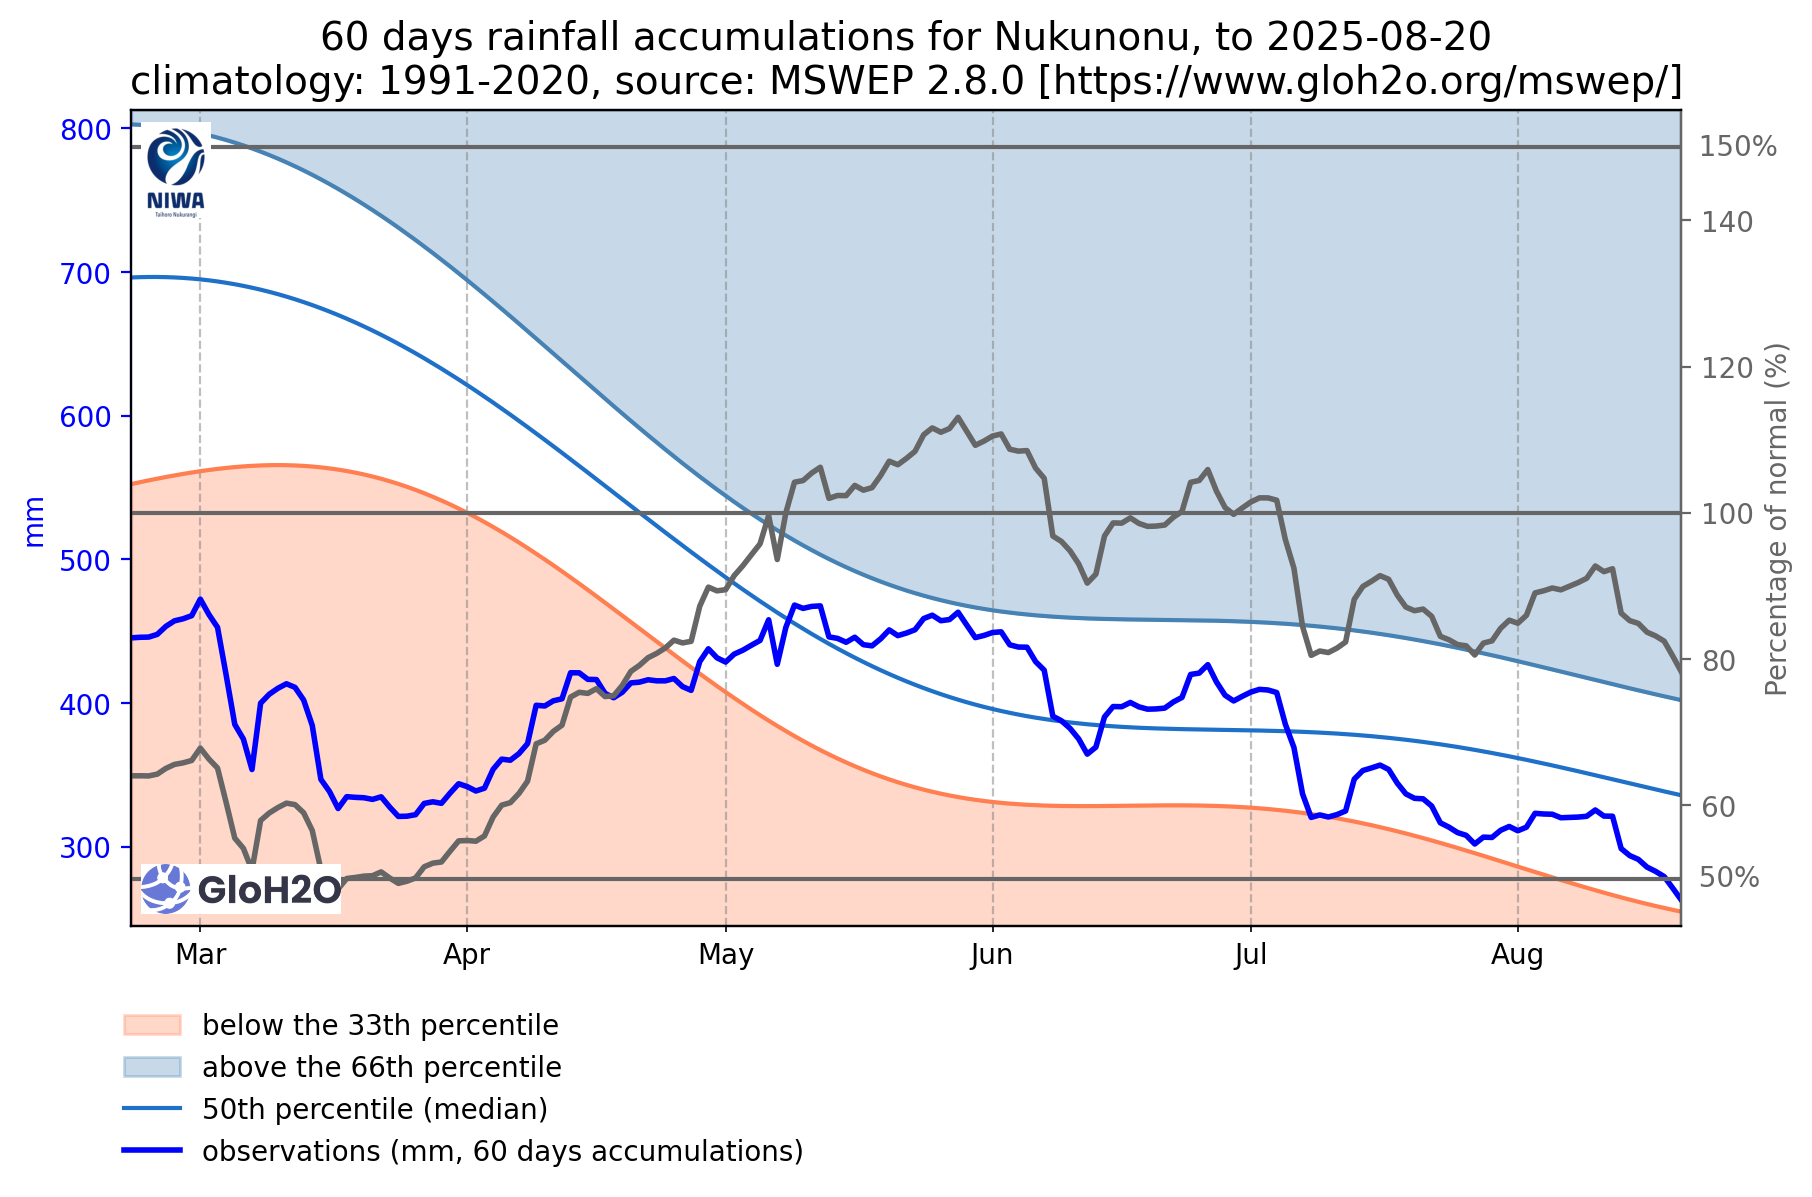 60 days rainfall accumulations for Nukunonu, to 2025-08-20
climatology: 1991-2020, source: MSWEP 2.8.0 [https://www.gloh2o.org/mswep/]
800
700
600
500
400
300
mm
150%
140
120
100
80
60
50%
Percentage of normal (%)
NIWA
Taihoro Nukurangi
GloH2O
Mar
Apr
May
Jun
Jul
Aug
below the 33th percentile
above the 66th percentile
50th percentile (median)
observations (mm, 60 days accumulations)